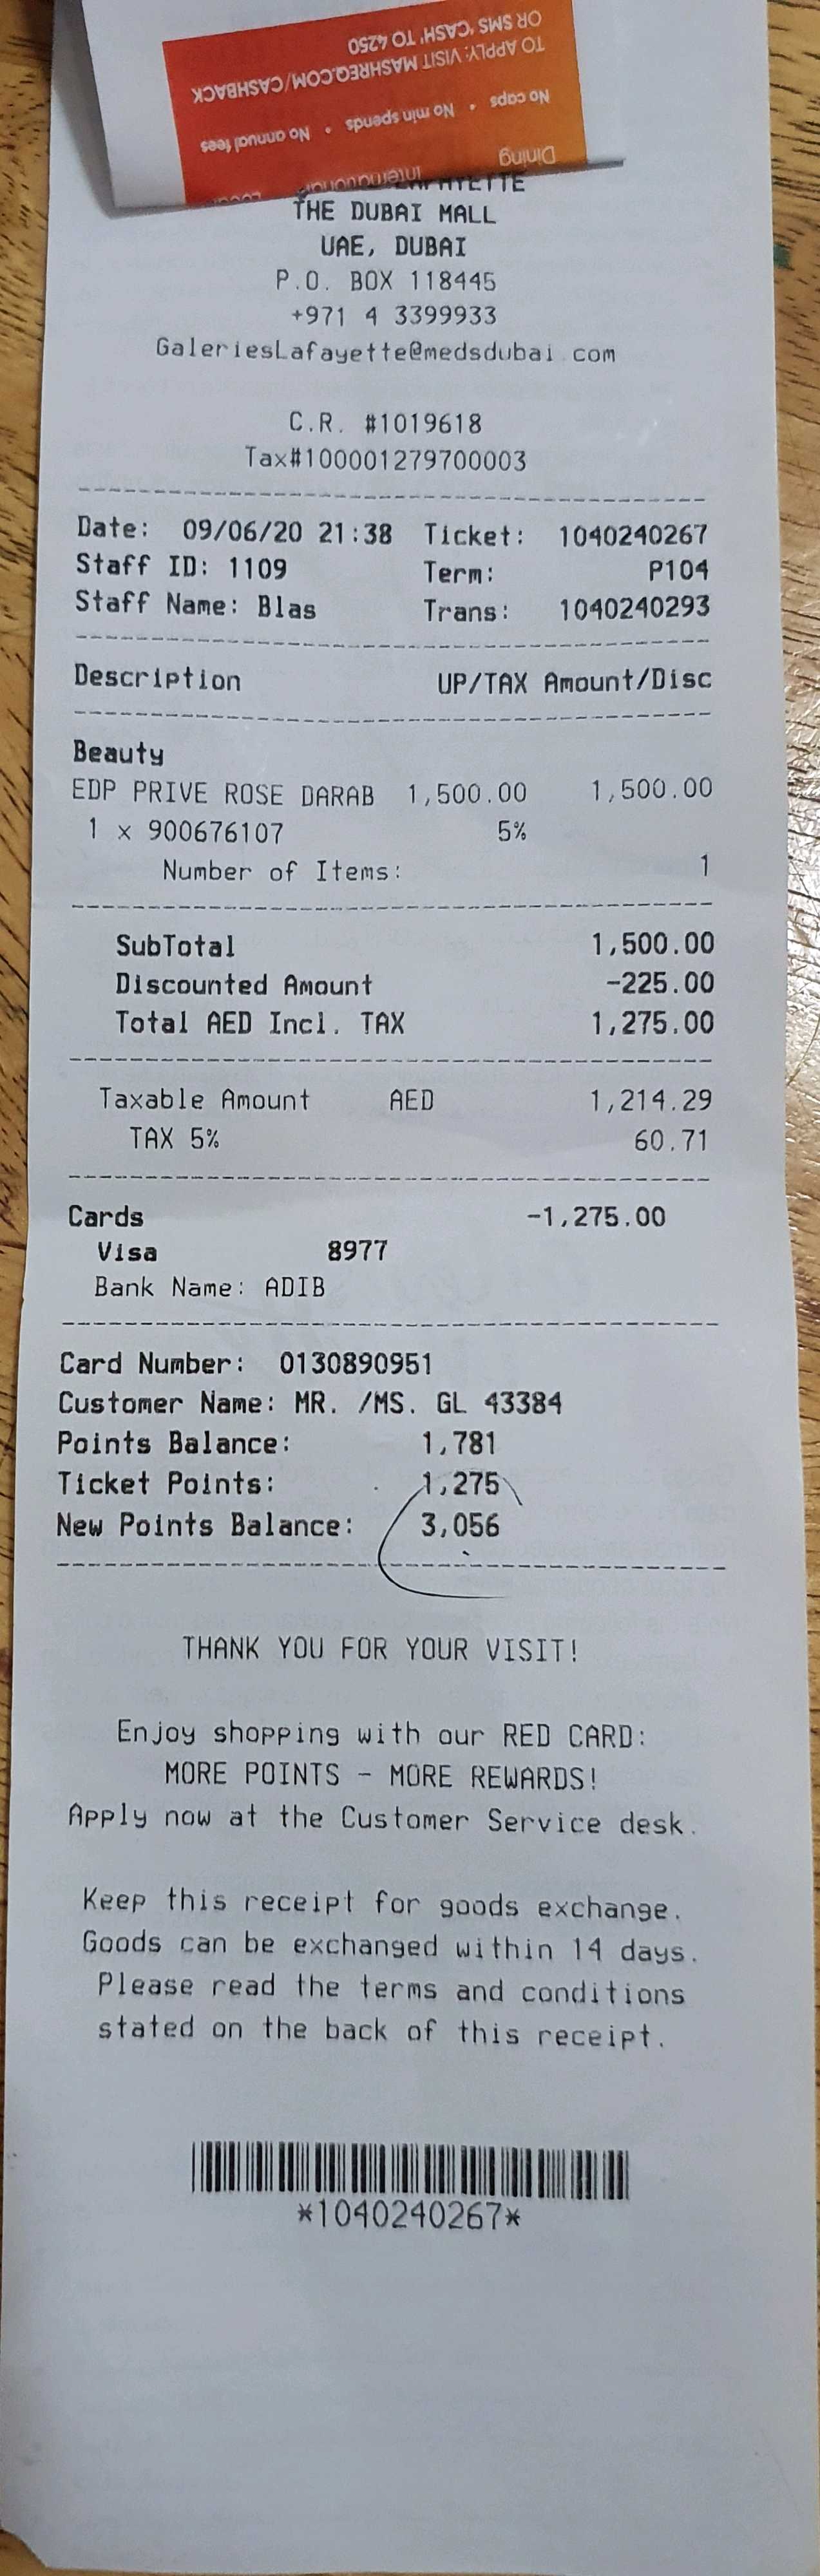 OR SMS 'CASH' TO 4250
TO APPLY: VISIT MASHREQ.COM/CASHBACK
No caps • No min spends • No annual fees
Dining International
THE DUBAI MALL
UAE, DUBAI
P.O. BOX 118445
+971 4 3399933
GaleriesLafayette@medsdubai.com
C.R. #1019618
Tax#100001279700003
Date: 09/06/20 21:38 Ticket: 1040240267
Staff ID: 1109 Term: P104
Staff Name: Blas Trans: 1040240293
Description UP/TAX Amount/Disc
Beauty
EDP PRIVE ROSE DARAB 1,500.00 1,500.00
1 x 900676107 5%
Number of Items: 1
SubTotal 1,500.00
Discounted Amount -225.00
Total AED Incl. TAX 1,275.00
Taxable Amount AED 1,214.29
TAX 5% 60.71
Cards -1,275.00
Visa 8977
Bank Name: ADIB
Card Number: 0130890951
Customer Name: MR. /MS. GL 43384
Points Balance: 1,781
Ticket Points: 1,275
New Points Balance: 3,056
THANK YOU FOR YOUR VISIT!
Enjoy shopping with our RED CARD:
MORE POINTS - MORE REWARDS!
Apply now at the Customer Service desk.
Keep this receipt for goods exchange.
Goods can be exchanged within 14 days.
Please read the terms and conditions
stated on the back of this receipt.
*1040240267*